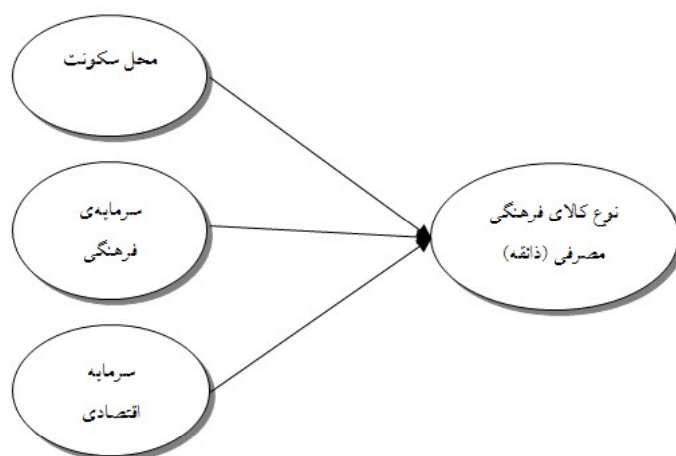 محل سکونت
سرمایه‌ی
فرهنگی
سرمایه
اقتصادی
نوع کالای فرهنگی
مصرفی (ذائقه)